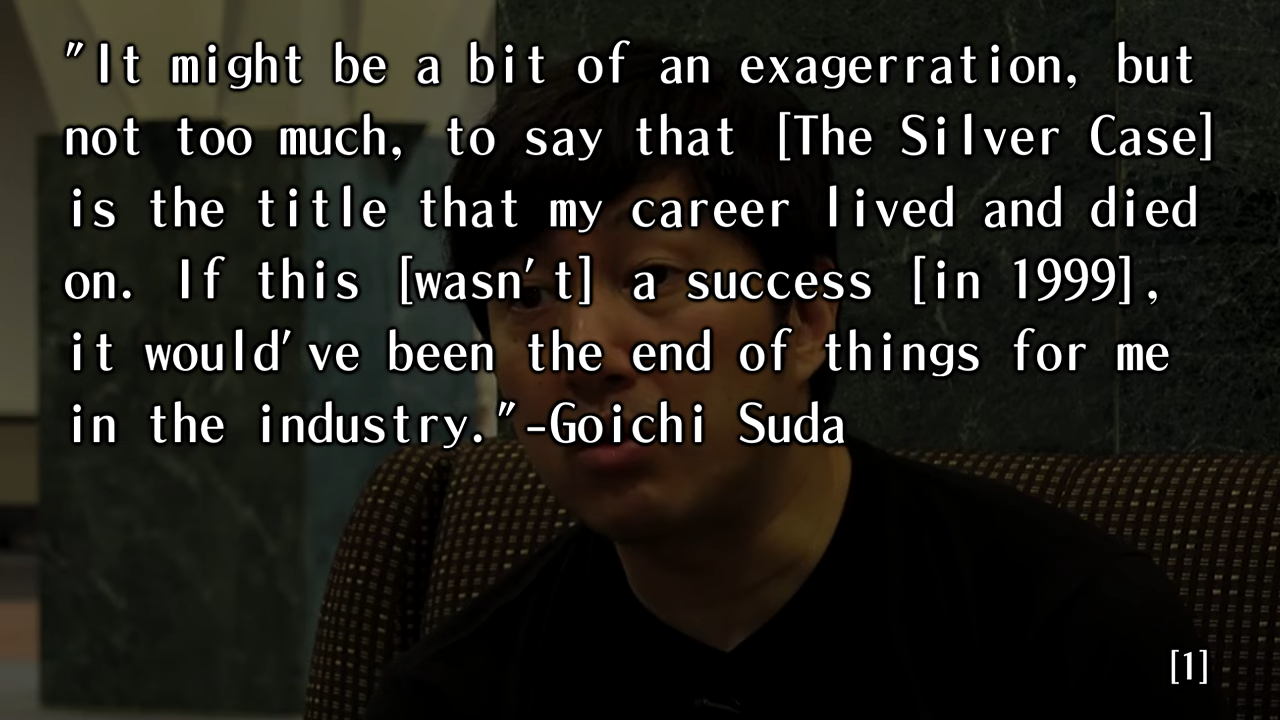 "It might be a bit of an exagerration, but
not too much, to say that [The Silver Case]
is the title that my career lived and died
on. If this [wasn't] a success [in 1999],
it would've been the end of things for me
in the industry."-Goichi Suda
[1]